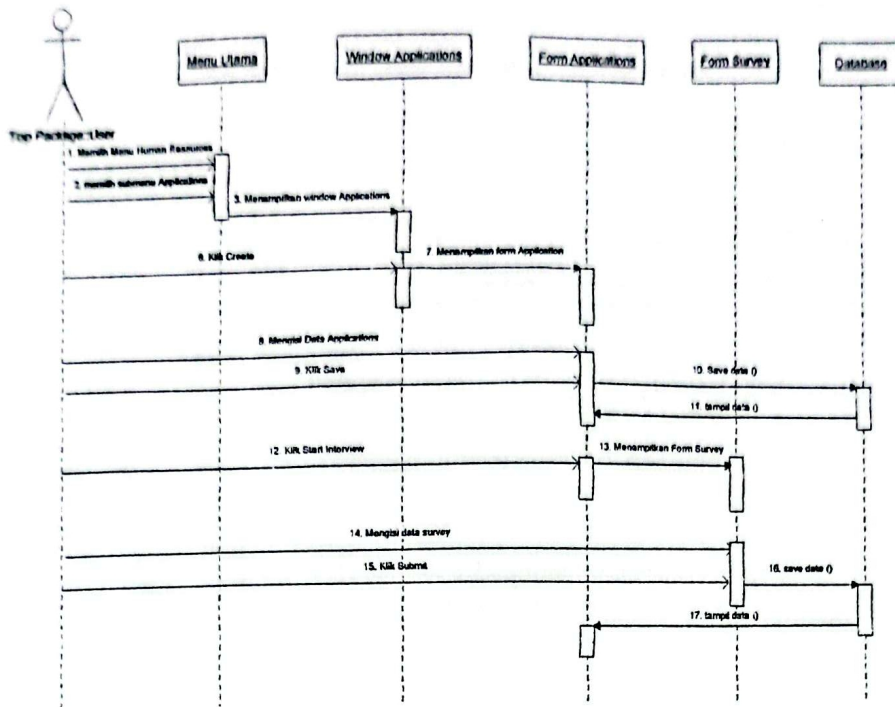 Menu Utama
Window Applications
Form Applications
Form Survey
Database
Top Package::User
1. Memilih Menu Human Resources
2. memilih submenu Applications
3. Menampilkan window Applications
6. Klik Create
7. Menampilkan form Application
8. Mengisi Data Applications
9. Klik Save
10. Save data ()
11. tampil data ()
12. Klik Start Interview
13. Menampilkan Form Survey
14. Mengisi data survey
15. Klik Submit
16. save data ()
17. tampil data ()